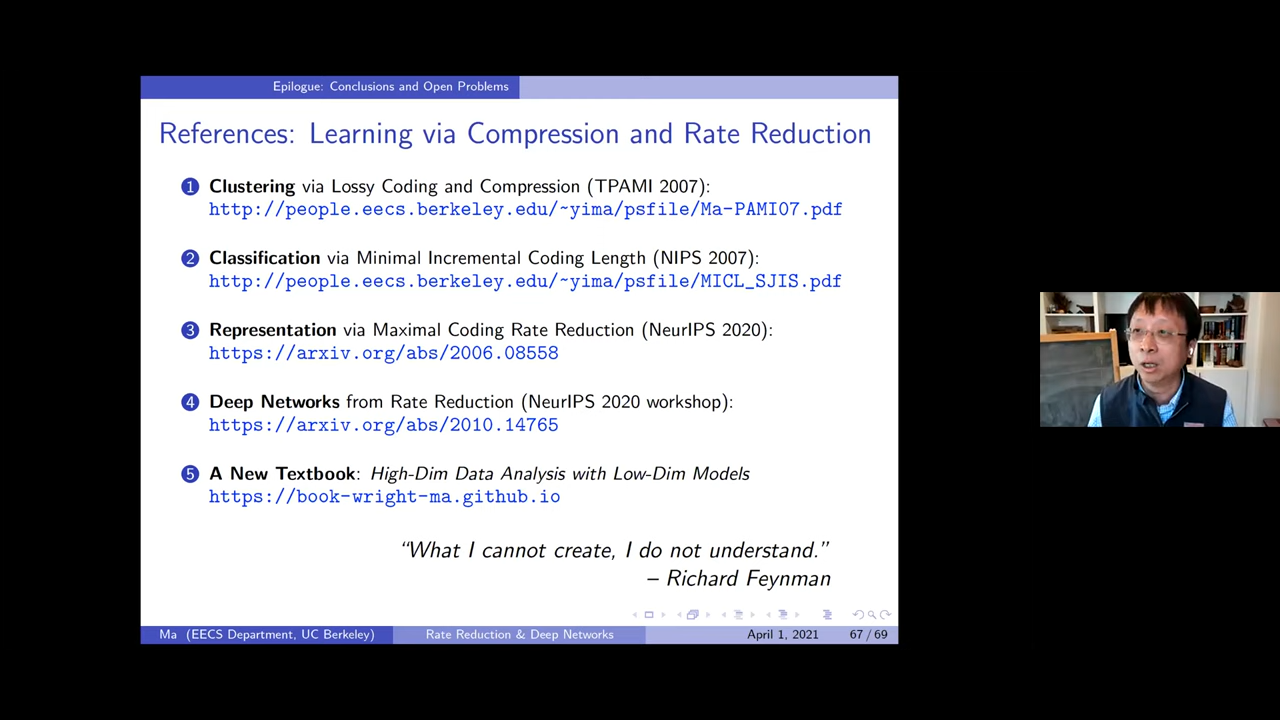 Epilogue: Conclusions and Open Problems
References: Learning via Compression and Rate Reduction
1 Clustering via Lossy Coding and Compression (TPAMI 2007):
http://people.eecs.berkeley.edu/~yima/psfile/Ma-PAMI07.pdf
2 Classification via Minimal Incremental Coding Length (NIPS 2007):
http://people.eecs.berkeley.edu/~yima/psfile/MICL_SJIS.pdf
3 Representation via Maximal Coding Rate Reduction (NeurIPS 2020):
https://arxiv.org/abs/2006.08558
4 Deep Networks from Rate Reduction (NeurIPS 2020 workshop):
https://arxiv.org/abs/2010.14765
5 A New Textbook: High-Dim Data Analysis with Low-Dim Models
https://book-wright-ma.github.io
“What I cannot create, I do not understand.”
– Richard Feynman
Ma (EECS Department, UC Berkeley) Rate Reduction & Deep Networks April 1, 2021 67 / 69